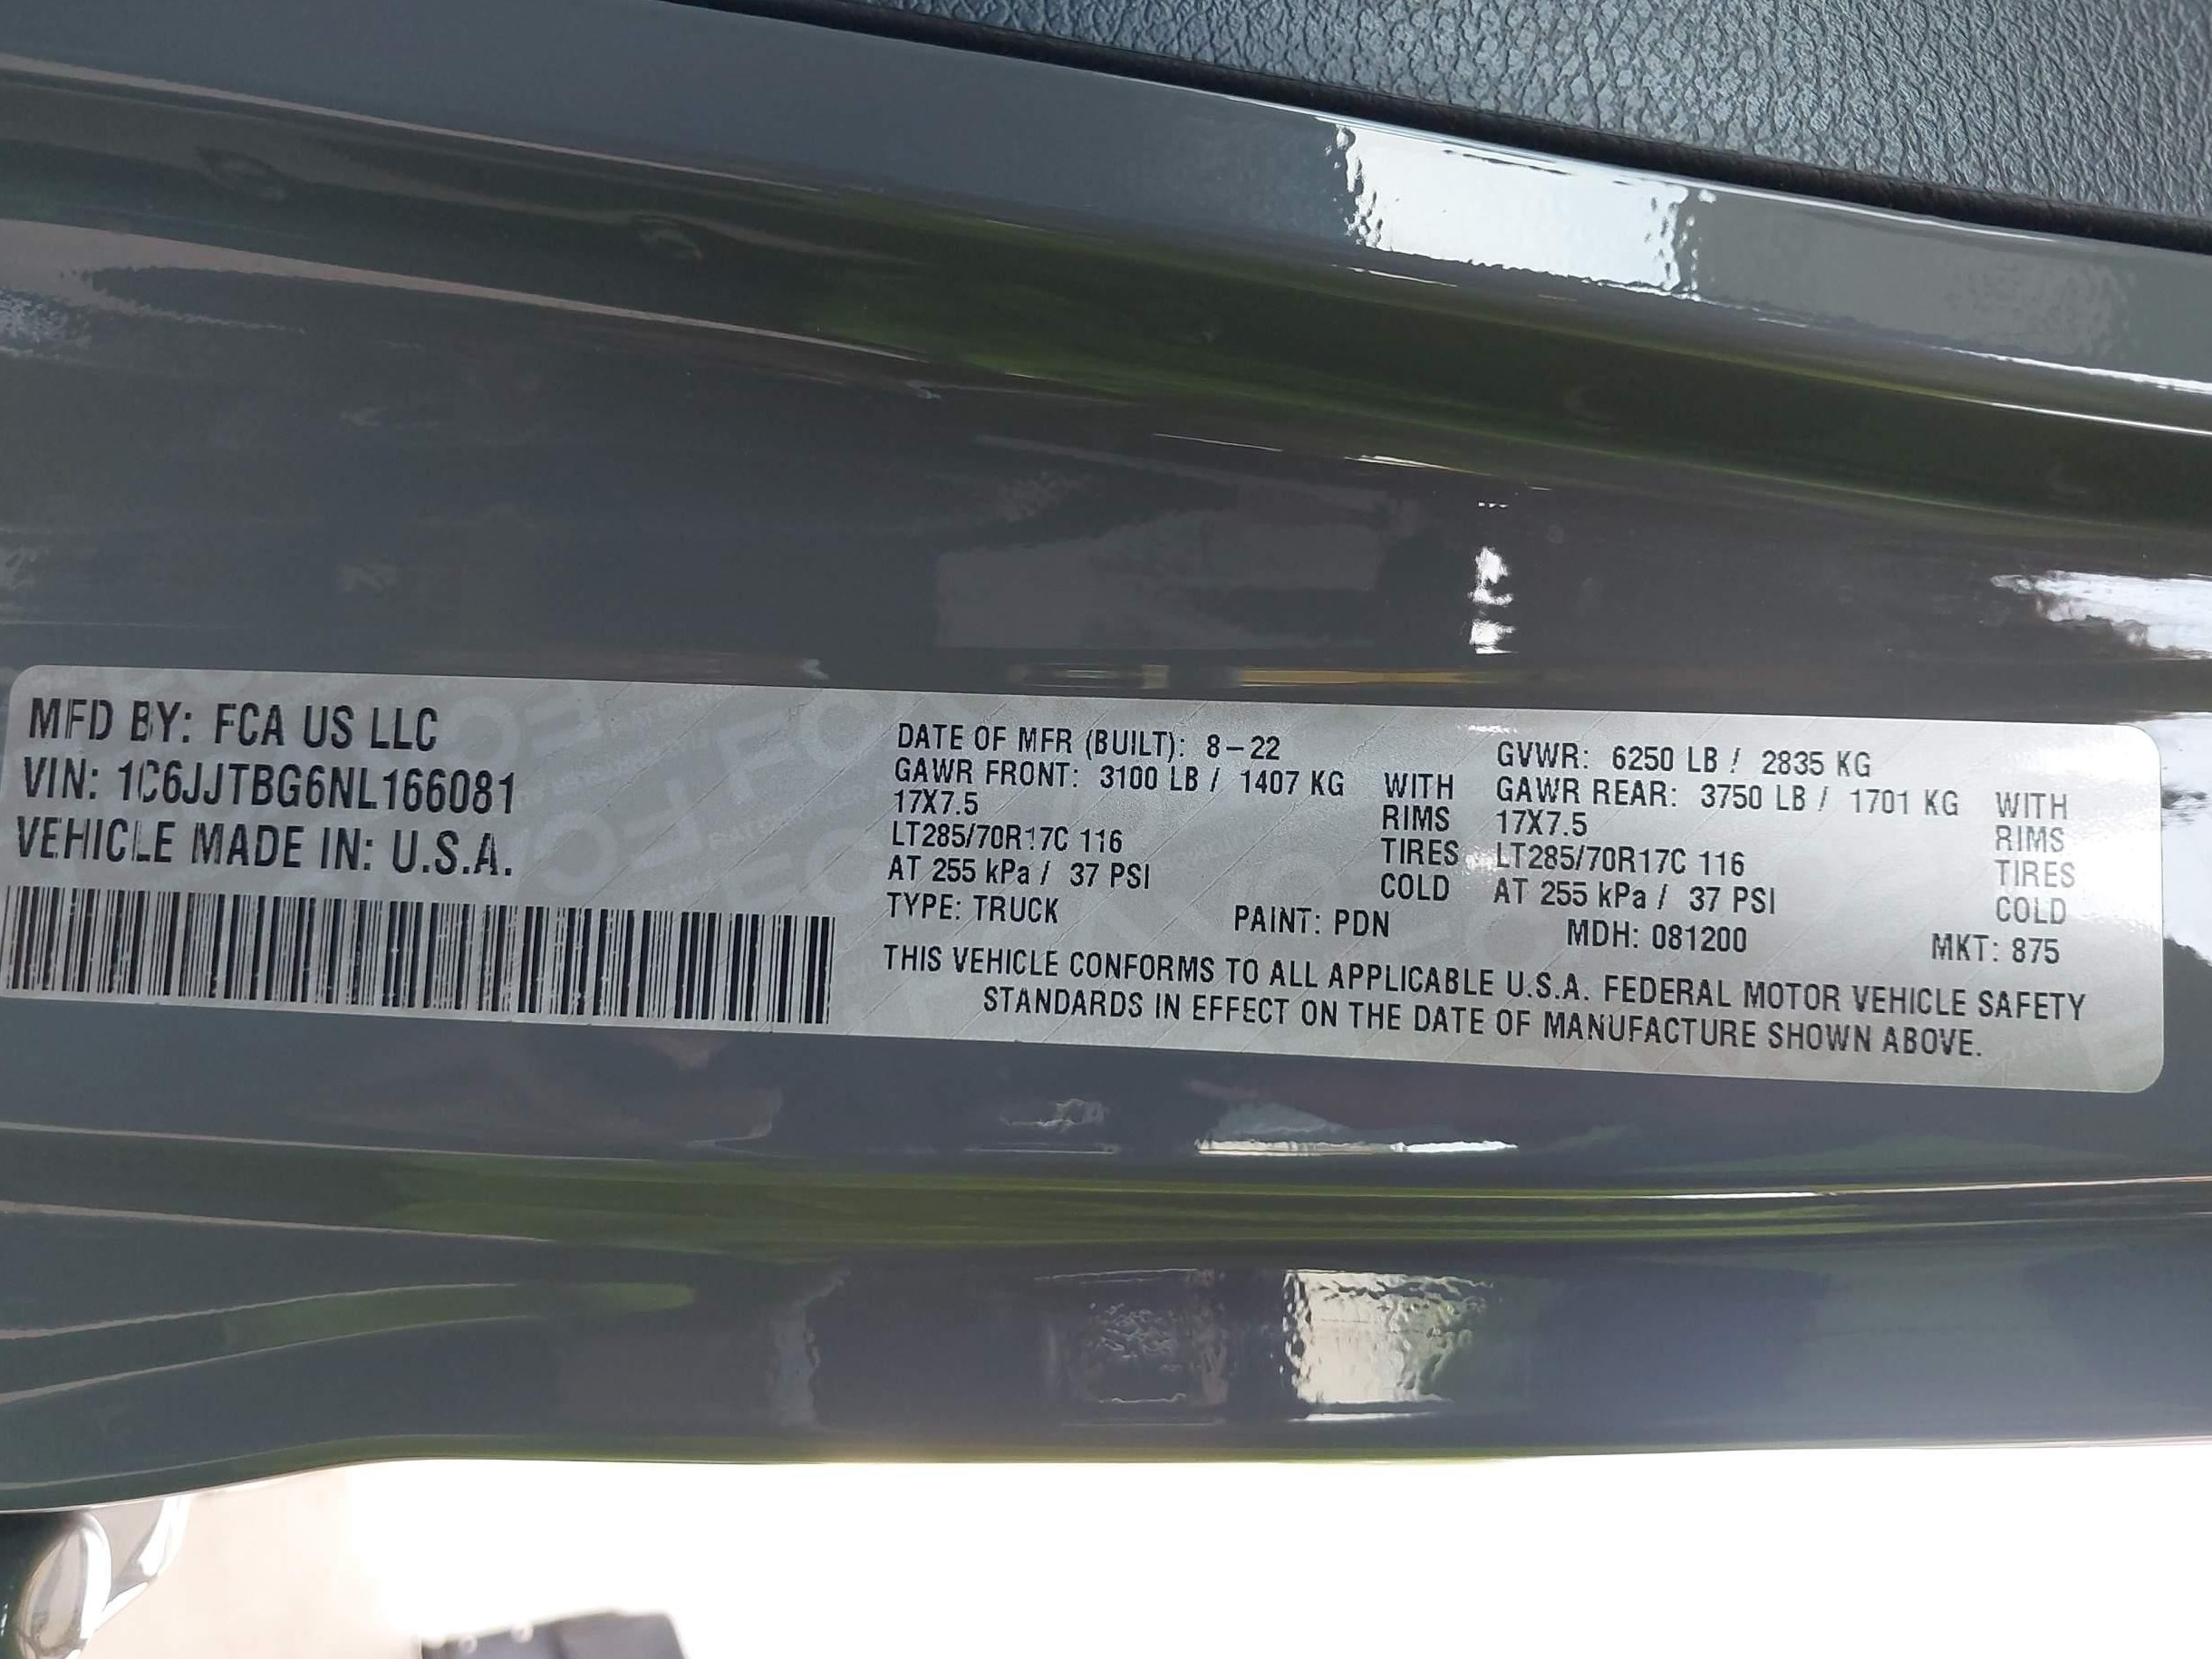 MFD BY: FCA US LLC
VIN: 1C6JJTBG6NL166081
VEHICLE MADE IN: U.S.A.
DATE OF MFR (BUILT): 8-22
GAWR FRONT: 3100 LB / 1407 KG WITH
17X7.5 RIMS
LT285/70R17C 116 TIRES
AT 255 kPa / 37 PSI COLD
GVWR: 6250 LB / 2835 KG
GAWR REAR: 3750 LB / 1701 KG WITH
17X7.5 RIMS
LT285/70R17C 116 TIRES
AT 255 kPa / 37 PSI COLD
TYPE: TRUCK PAINT: PDN MDH: 081200 MKT: 875
THIS VEHICLE CONFORMS TO ALL APPLICABLE U.S.A. FEDERAL MOTOR VEHICLE SAFETY
STANDARDS IN EFFECT ON THE DATE OF MANUFACTURE SHOWN ABOVE.